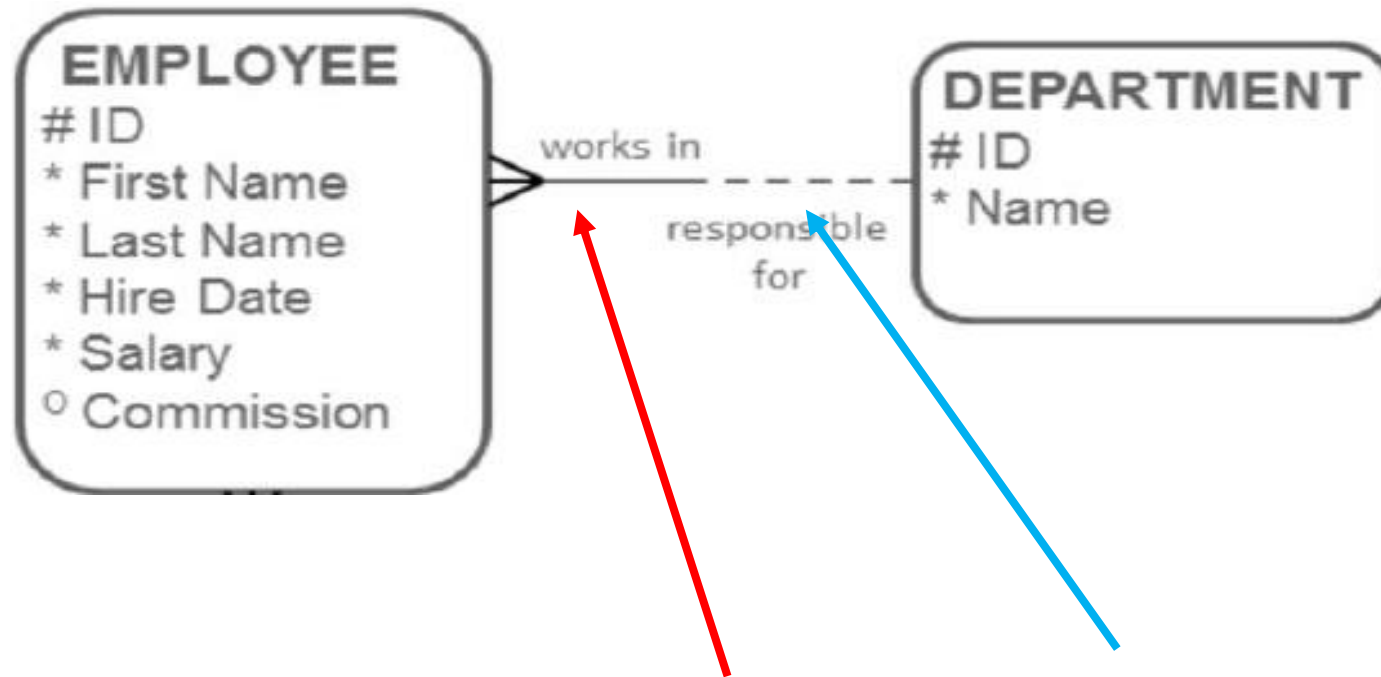 EMPLOYEE
# ID
* First Name
* Last Name
* Hire Date
* Salary
o Commission
works in
responsible
for
DEPARTMENT
# ID
* Name